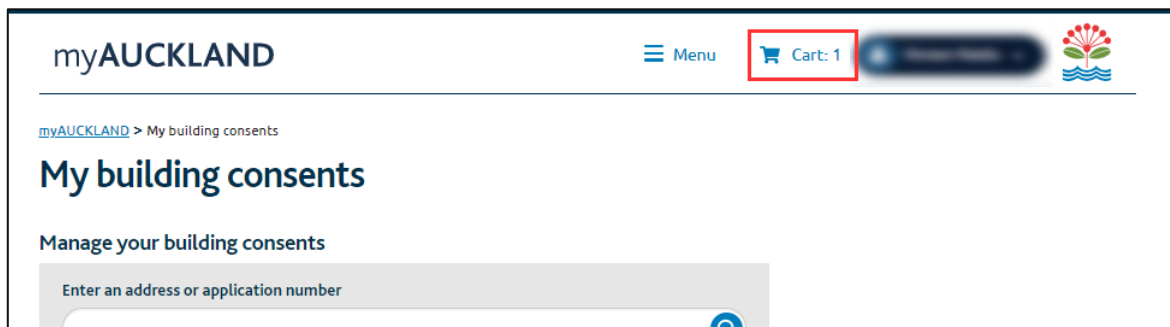 myAUCKLAND
Menu
Cart: 1
myAUCKLAND > My building consents
My building consents
Manage your building consents
Enter an address or application number